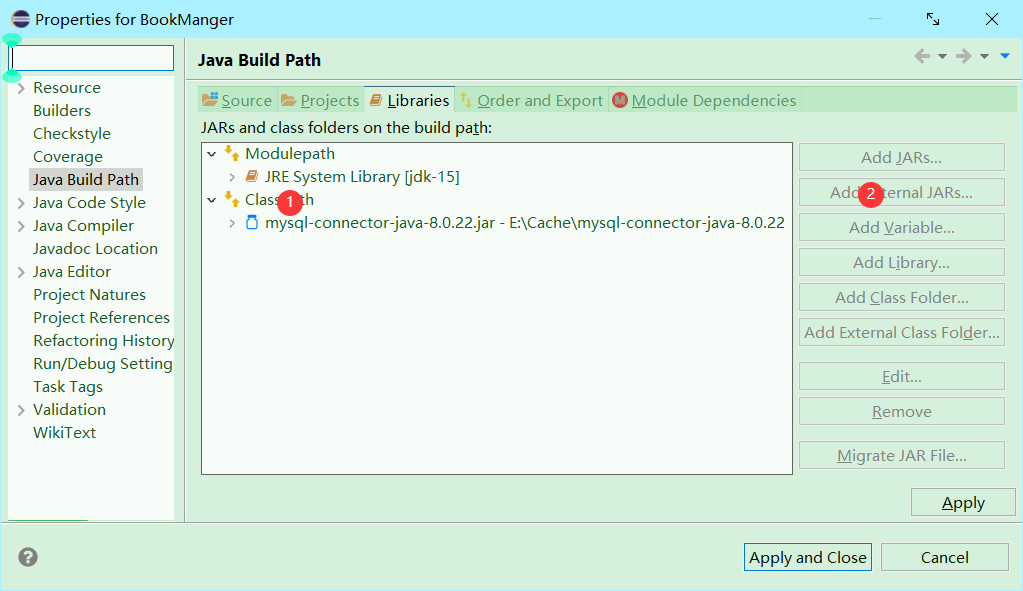 Properties for BookManger
Resource
Builders
Checkstyle
Coverage
Java Build Path
Java Code Style
Java Compiler
Javadoc Location
Java Editor
Project Natures
Project References
Refactoring History
Run/Debug Setting
Task Tags
Validation
WikiText
Java Build Path
Source Projects Libraries Order and Export M Module Dependencies
JARs and class folders on the build path:
Modulepath
JRE System Library [jdk-15]
Class 1 th
mysql-connector-java-8.0.22.jar - E:\Cache\mysql-connector-java-8.0.22
Add JARs...
Add 2 ternal JARs...
Add Variable...
Add Library...
Add Class Folder...
Add External Class Folder...
Edit...
Remove
Migrate JAR File...
Apply
?
Apply and Close Cancel